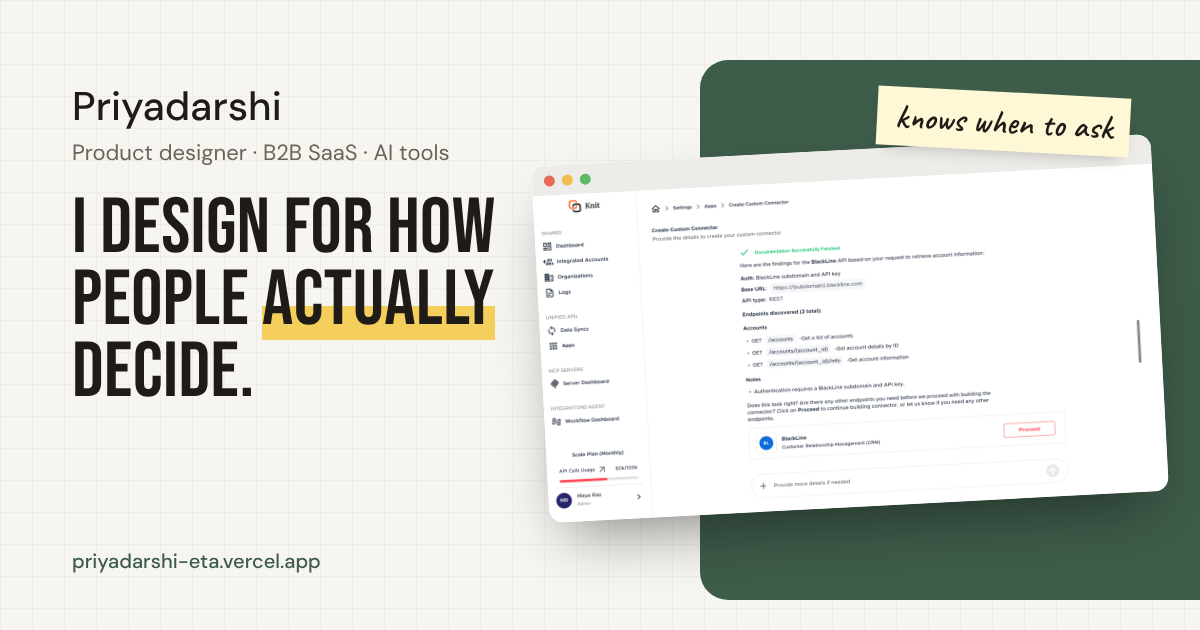 Priyadarshi
Product designer · B2B SaaS · AI tools
I DESIGN FOR HOW
PEOPLE ACTUALLY
DECIDE.
priyadarshi-eta.vercel.app
knows when to ask
Knit
SHARED
Dashboard
Integrated Accounts
Organizations
Logs
UNIFIED APIs
Data Syncs
Apps
MCP SERVERS
Server Dashboard
INTEGRATIONS AGENT
Workflow Dashboard
Scale Plan (Monthly)
API Calls Usage 60k/100k
MR
Maya Rao
Admin
Settings > Apps > Create Custom Connector
Create Custom Connector
Provide the details to create your custom connector
Documentation Successfully Fetched
Here are the findings for the BlackLine API based on your request to retrieve account information:
Auth: BlackLine subdomain and API key
Base URL: https://{subdomain}.blackline.com
API type: REST
Endpoints discovered (3 total):
Accounts
• GET /accounts -Get a list of accounts
• GET /accounts/{account_id} -Get account details by ID
• GET /accounts/{account_id}/info -Get account information
Notes
• Authentication requires a BlackLine subdomain and API key.
Does this look right? Are there any other endpoints you need before we proceed with building the
connector? Click on Proceed to continue building connector, or let us know if you need any other
endpoints.
BL
BlackLine
Customer Relationship Management (CRM)
Proceed
Provide more details if needed